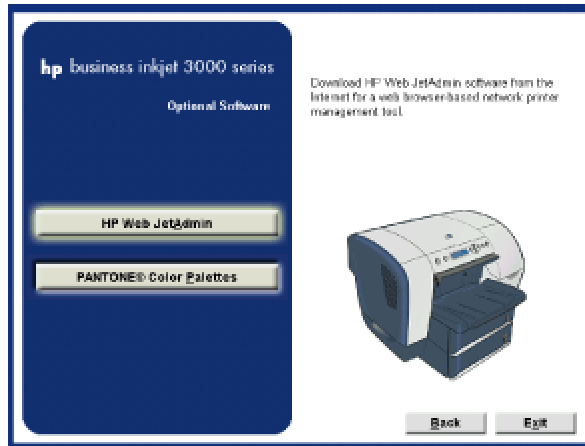 hp business inkjet 3000 series
Optional Software
Download HP Web JetAdmin software from the
Internet for a web browser-based network printer
management tool.
HP Web JetAdmin
PANTONE® Color Palettes
Back
Exit